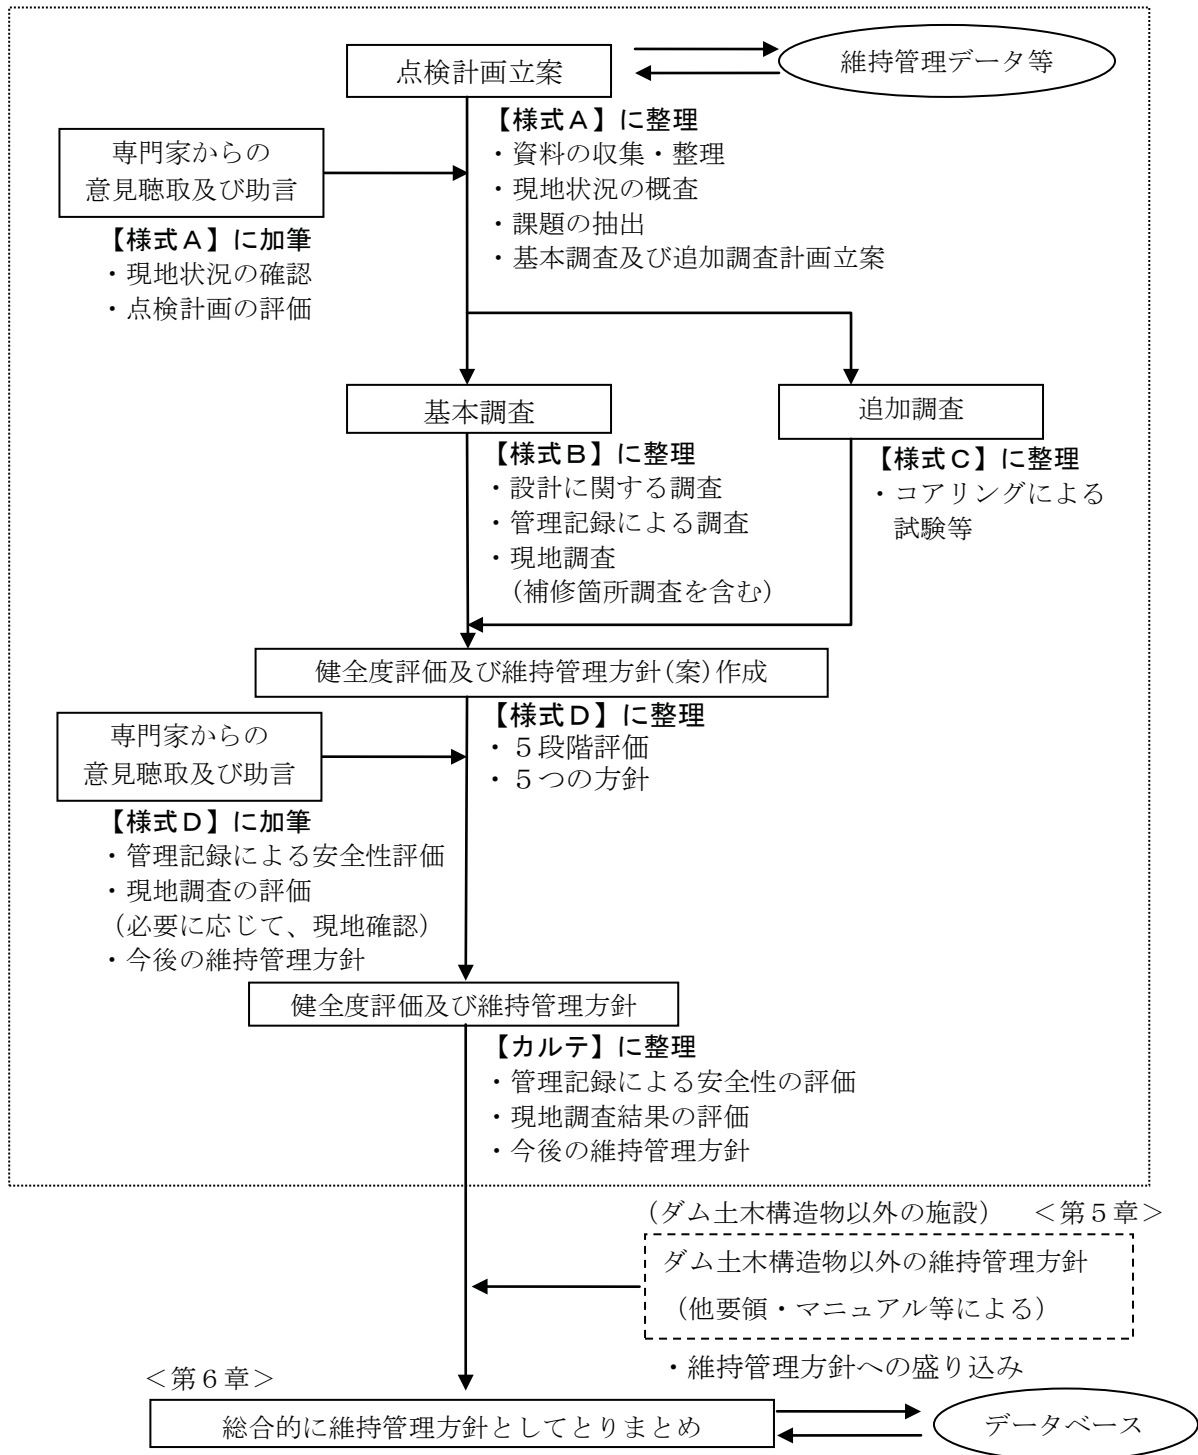 点検計画立案
維持管理データ等
【様式Ａ】に整理
・資料の収集・整理
・現地状況の概査
・課題の抽出
・基本調査及び追加調査計画立案
専門家からの
意見聴取及び助言
【様式Ａ】に加筆
・現地状況の確認
・点検計画の評価
基本調査
追加調査
【様式Ｂ】に整理
・設計に関する調査
・管理記録による調査
・現地調査
（補修箇所調査を含む）
【様式Ｃ】に整理
・コアリングによる
試験等
健全度評価及び維持管理方針(案)作成
【様式Ｄ】に整理
・５段階評価
・５つの方針
専門家からの
意見聴取及び助言
【様式Ｄ】に加筆
・管理記録による安全性評価
・現地調査の評価
（必要に応じて、現地確認）
・今後の維持管理方針
健全度評価及び維持管理方針
【カルテ】に整理
・管理記録による安全性の評価
・現地調査結果の評価
・今後の維持管理方針
（ダム土木構造物以外の施設）　＜第５章＞
ダム土木構造物以外の維持管理方針
（他要領・マニュアル等による）
・維持管理方針への盛り込み
＜第６章＞
総合的に維持管理方針としてとりまとめ
データベース